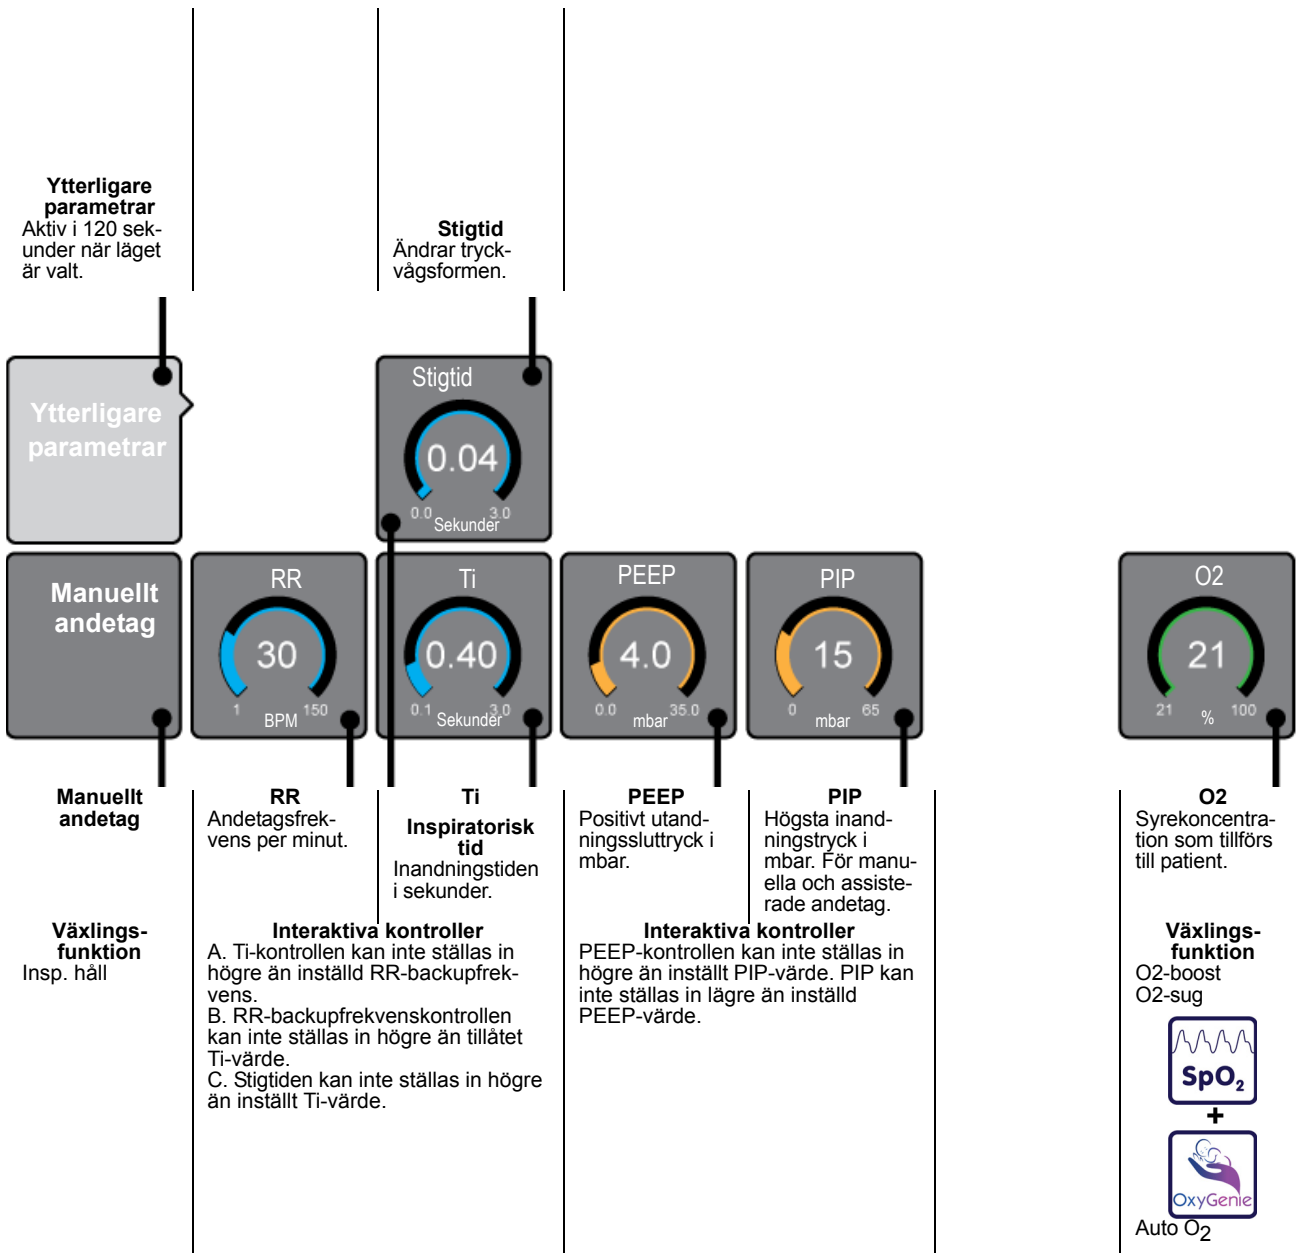 Ytterligare
parametrar
Aktiv i 120 sek-
under när läget
är valt.
Stigtid
Ändrar tryck-
vågsformen.
Ytterligare
parametrar
Stigtid
0.04
0.0
3.0
Sekunder
Manuellt
andetag
RR
30
1
150
BPM
Ti
0.40
0.1
3.0
Sekunder
PEEP
4.0
0.0
35.0
mbar
PIP
15
0
65
mbar
O2
21
21
100
%
Manuellt
andetag
RR
Andetagsfrek-
vens per minut.
Ti
Inspiratorisk
tid
Inandningstiden
i sekunder.
PEEP
Positivt utand-
ningssluttryck i
mbar.
PIP
Högsta inand-
ningstryck i
mbar. För manu-
ella och assiste-
rade andetag.
O2
Syrekoncentra-
tion som tillförs
till patient.
Växlings-
funktion
Insp. håll
Interaktiva kontroller
A. Ti-kontrollen kan inte ställas in
högre än inställd RR-backupfrek-
vens.
B. RR-backupfrekvenskontrollen
kan inte ställas in högre än tillåtet
Ti-värde.
C. Stigtiden kan inte ställas in högre
än inställt Ti-värde.
Interaktiva kontroller
PEEP-kontrollen kan inte ställas in
högre än inställt PIP-värde. PIP kan
inte ställas in lägre än inställd
PEEP-värde.
Växlings-
funktion
O2-boost
O2-sug
SpO2
+
OxyGenie
Auto O2